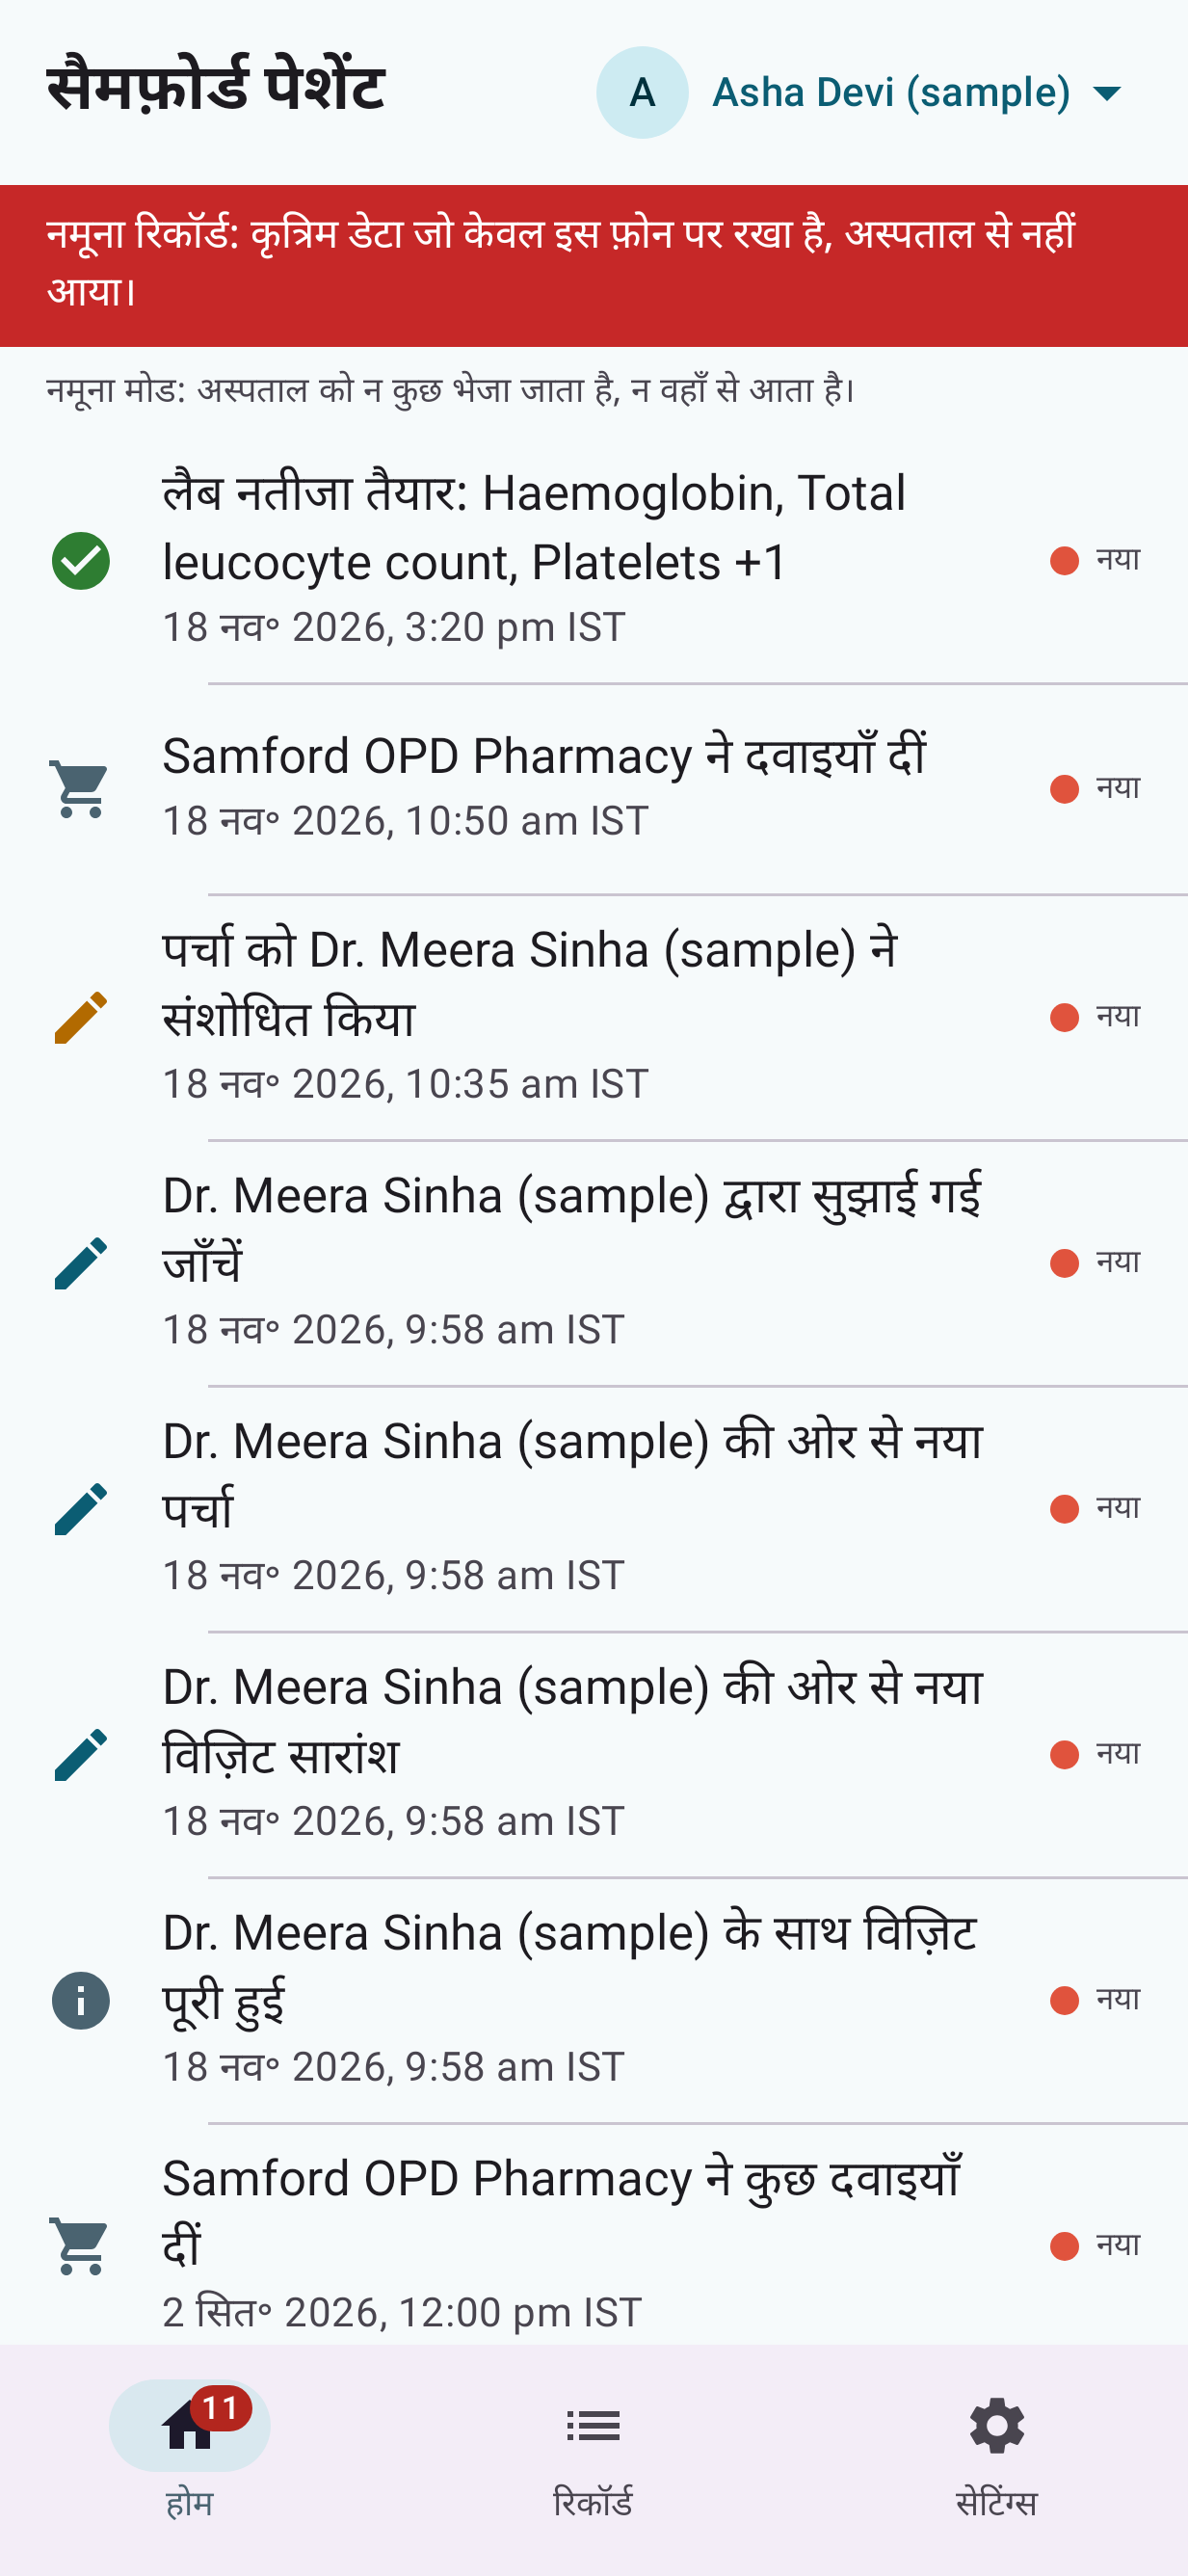 सैमफ़ोर्ड पेशेंट
A Asha Devi (sample)
नमूना रिकॉर्ड: कृत्रिम डेटा जो केवल इस फ़ोन पर रखा है, अस्पताल से नहीं
आया।
नमूना मोड: अस्पताल को न कुछ भेजा जाता है, न वहाँ से आता है।
लैब नतीजा तैयार: Haemoglobin, Total
leucocyte count, Platelets +1
नया
18 नव॰ 2026, 3:20 pm IST
Samford OPD Pharmacy ने दवाइयाँ दीं
नया
18 नव॰ 2026, 10:50 am IST
पर्चा को Dr. Meera Sinha (sample) ने
संशोधित किया
नया
18 नव॰ 2026, 10:35 am IST
Dr. Meera Sinha (sample) द्वारा सुझाई गई
जाँचें
नया
18 नव॰ 2026, 9:58 am IST
Dr. Meera Sinha (sample) की ओर से नया
पर्चा
नया
18 नव॰ 2026, 9:58 am IST
Dr. Meera Sinha (sample) की ओर से नया
विज़िट सारांश
नया
18 नव॰ 2026, 9:58 am IST
Dr. Meera Sinha (sample) के साथ विज़िट
पूरी हुई
नया
18 नव॰ 2026, 9:58 am IST
Samford OPD Pharmacy ने कुछ दवाइयाँ
दीं
नया
2 सित॰ 2026, 12:00 pm IST
11
होम
रिकॉर्ड
सेटिंग्स